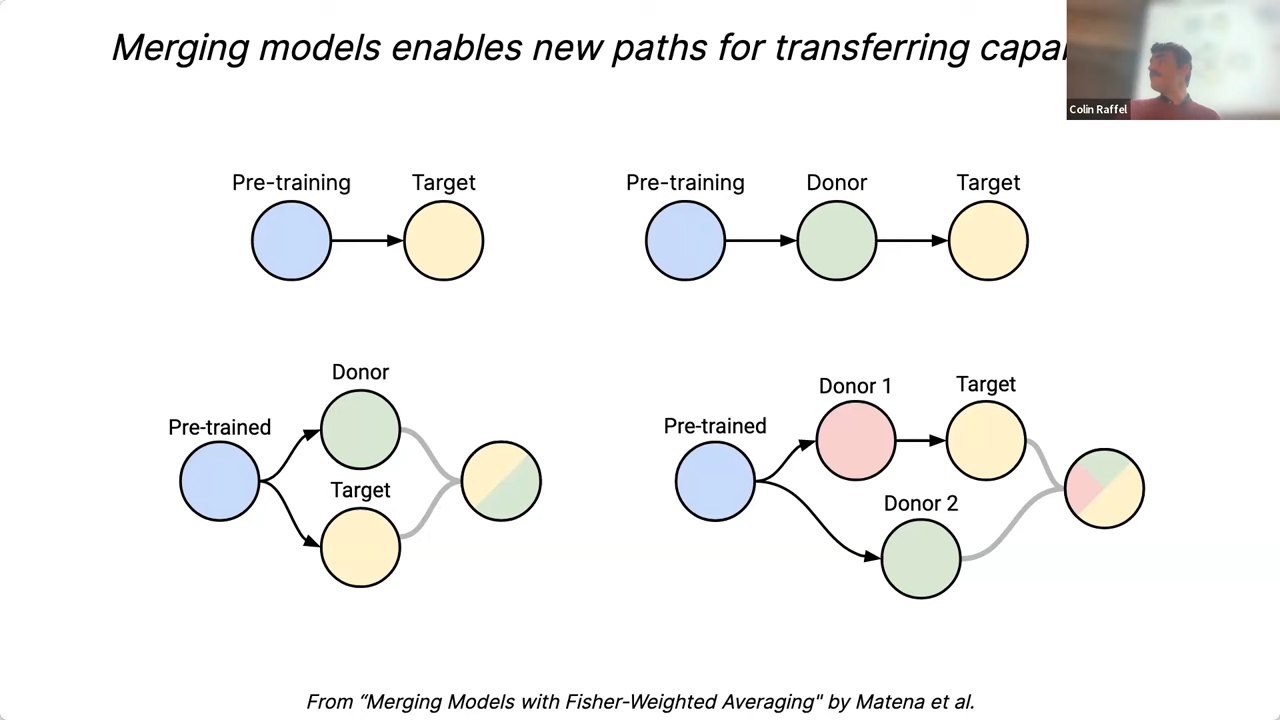 Merging models enables new paths for transferring
Colin Raffel
Pre-training
Target
Pre-training
Donor
Target
Donor
Pre-trained
Target
Donor 1
Target
Pre-trained
Donor 2
From “Merging Models with Fisher-Weighted Averaging" by Matena et al.